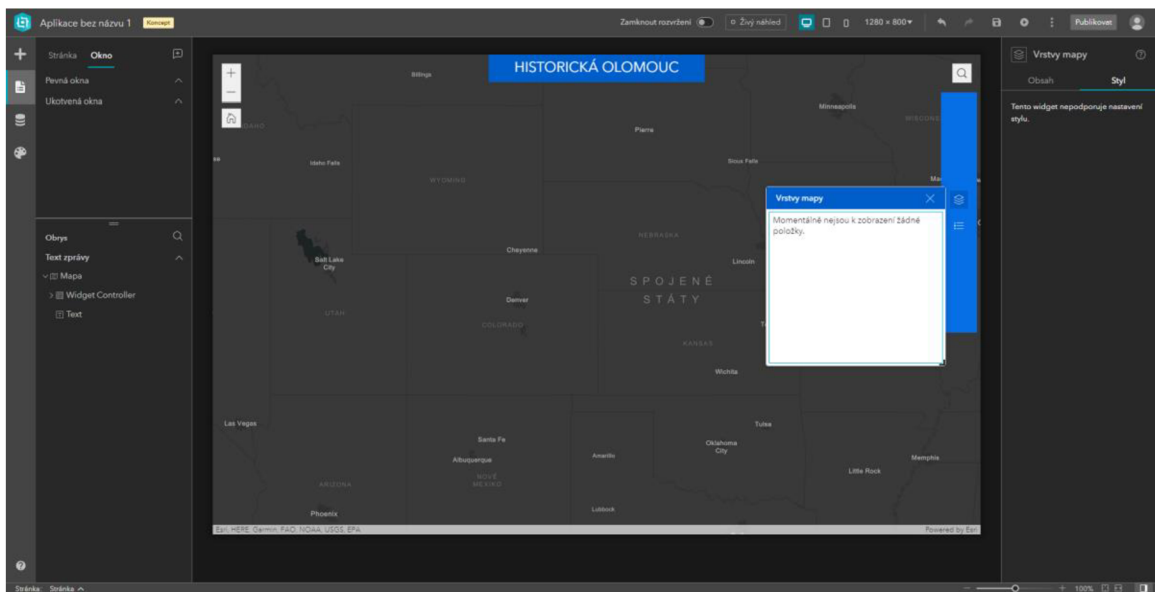 Aplikace bez názvu 1
Koncept
Zamknout rozvržení
Živý náhled
1280 × 800
Publikovat
Stránka
Okno
Pevná okna
Ukotvená okna
Obrys
Text zprávy
Mapa
Widget Controller
Text
HISTORICKÁ OLOMOUC
Billings
Minneapolis
IDAHO
Pierre
Idaho Falls
Sioux Falls
WYOMING
NEBRASKA
Salt Lake
City
Cheyenne
Lincoln
SPOJENÉ
STÁTY
Denver
UTAH
COLORADO
KANSAS
Wichita
Las Vegas
Tulsa
Santa Fe
Oklahoma
City
Albuquerque
Amarillo
Memphis
NOVÉ
MEXIKO
Little Rock
ARIZONA
Phoenix
Lubbock
Esri, HERE, Garmin, FAO, NOAA, USGS, EPA
Powered by Esri
Vrstvy mapy
Momentálně nejsou k zobrazení žádné
položky.
Vrstvy mapy
Obsah
Styl
Tento widget nepodporuje nastavení
stylu.
Stránka:
Stránka
100%